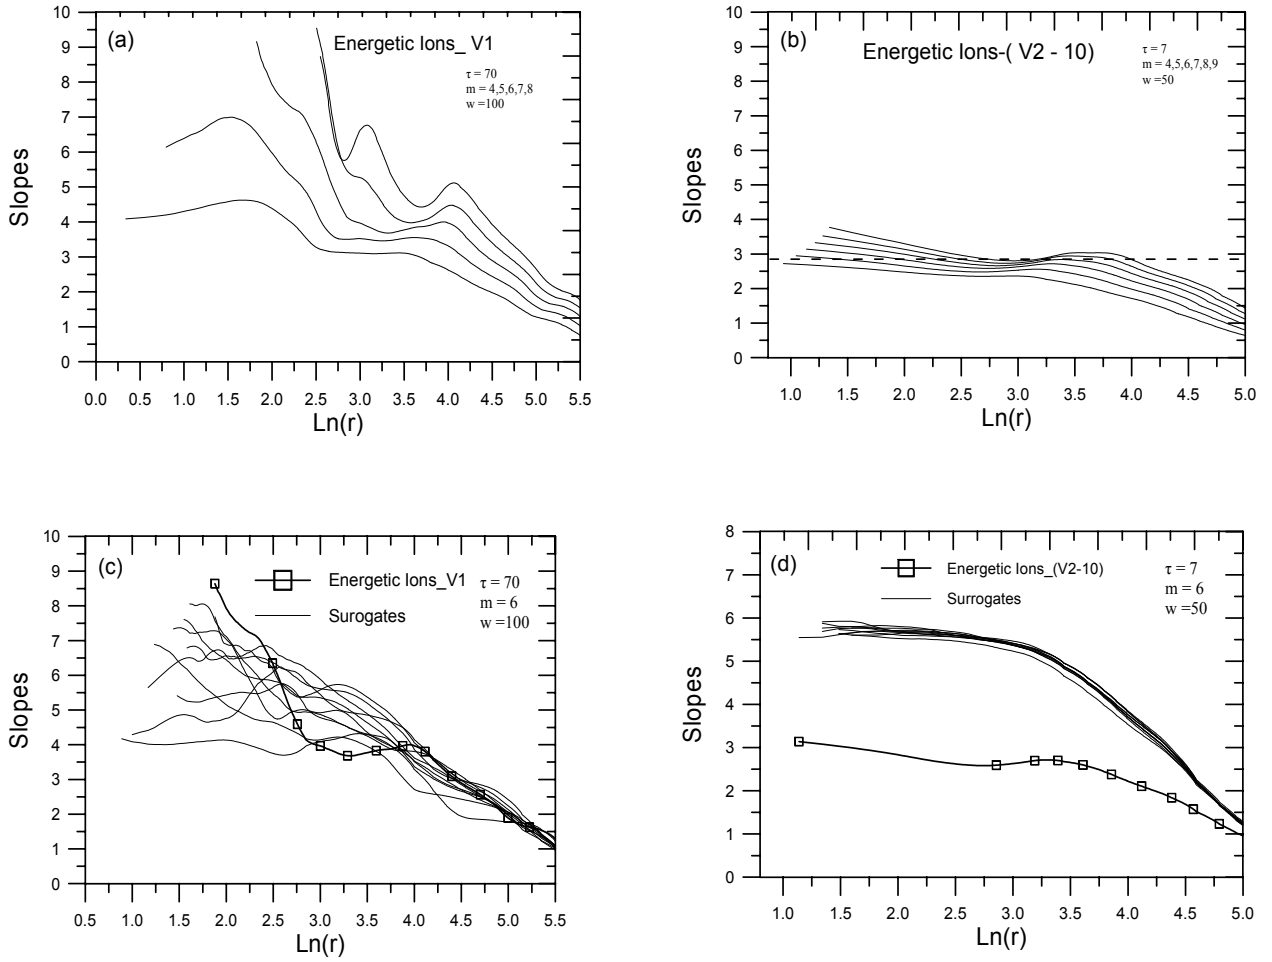 (a)
Energetic Ions_ V1
τ = 70
m = 4,5,6,7,8
w =100
10
9
8
7
6
5
4
3
2
1
0
Slopes
0.0 0.5 1.0 1.5 2.0 2.5 3.0 3.5 4.0 4.5 5.0 5.5
Ln(r)
(b)
Energetic Ions-( V2 - 10)
τ = 7
m = 4,5,6,7,8,9
w =50
10
9
8
7
6
5
4
3
2
1
0
Slopes
1.0 1.5 2.0 2.5 3.0 3.5 4.0 4.5 5.0
Ln(r)
(c)
Energetic Ions_V1
Surogates
τ = 70
m = 6
w =100
10
9
8
7
6
5
4
3
2
1
0
Slopes
0.5 1.0 1.5 2.0 2.5 3.0 3.5 4.0 4.5 5.0 5.5
Ln(r)
(d)
Energetic Ions_(V2-10)
Surrogates
τ = 7
m = 6
w =50
8
7
6
5
4
3
2
1
0
Slopes
1.0 1.5 2.0 2.5 3.0 3.5 4.0 4.5 5.0
Ln(r)